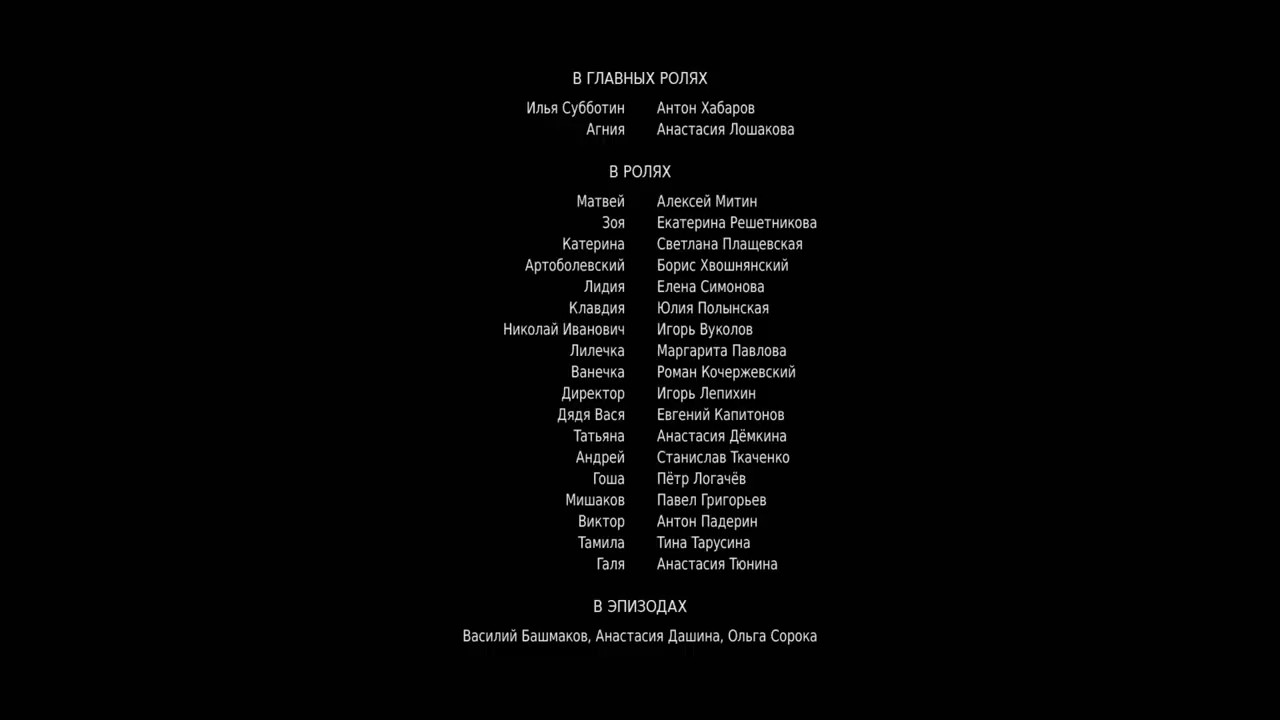 В ГЛАВНЫХ РОЛЯХ
Илья Субботин Антон Хабаров
Агния Анастасия Лошакова
В РОЛЯХ
Матвей Алексей Митин
Зоя Екатерина Решетникова
Катерина Светлана Плащевская
Артоболевский Борис Хвошнянский
Лидия Елена Симонова
Клавдия Юлия Полынская
Николай Иванович Игорь Вуколов
Лилечка Маргарита Павлова
Ванечка Роман Кочержевский
Директор Игорь Лепихин
Дядя Вася Евгений Капитонов
Татьяна Анастасия Дёмкина
Андрей Станислав Ткаченко
Гоша Пётр Логачёв
Мишаков Павел Григорьев
Виктор Антон Падерин
Тамила Тина Тарусина
Галя Анастасия Тюнина
В ЭПИЗОДАХ
Василий Башмаков, Анастасия Дашина, Ольга Сорока